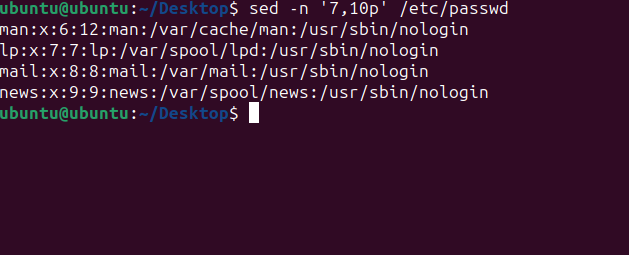 ubuntu@ubuntu:~/Desktop$ sed -n '7,10p' /etc/passwd
man:x:6:12:man:/var/cache/man:/usr/sbin/nologin
lp:x:7:7:lp:/var/spool/lpd:/usr/sbin/nologin
mail:x:8:8:mail:/var/mail:/usr/sbin/nologin
news:x:9:9:news:/var/spool/news:/usr/sbin/nologin
ubuntu@ubuntu:~/Desktop$